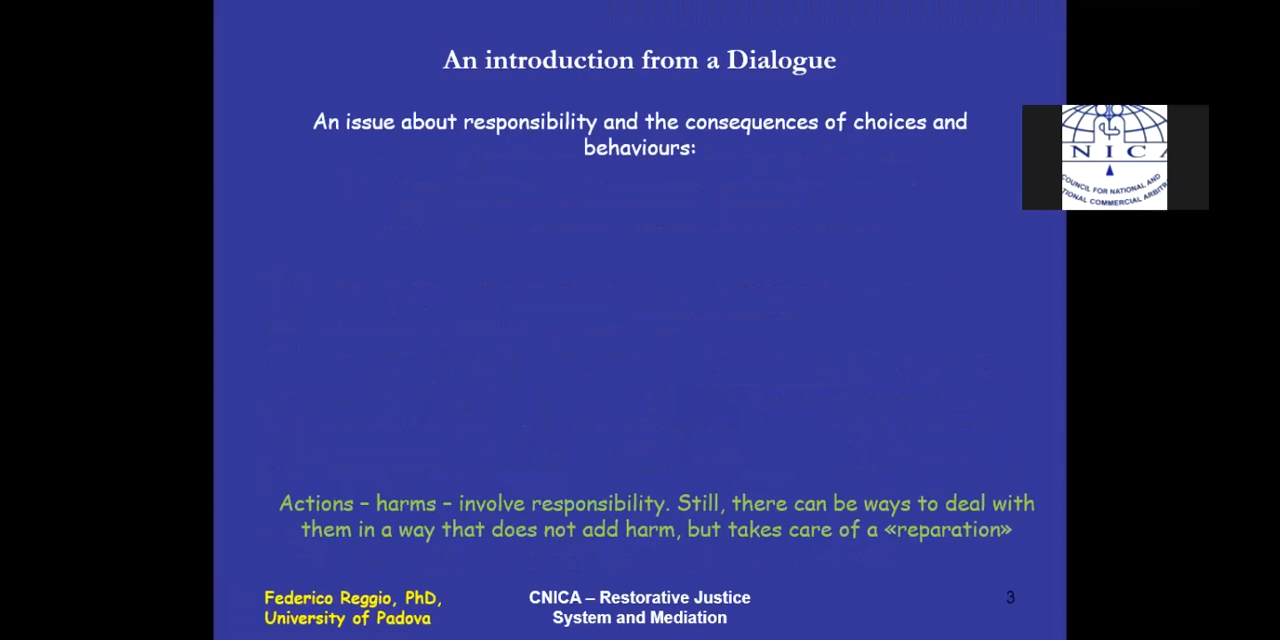 An introduction from a Dialogue
An issue about responsibility and the consequences of choices and
behaviours:
NICA
COUNCIL FOR NATIONAL AND
TIONAL COMMERCIAL ARBITR
Actions – harms – involve responsibility. Still, there can be ways to deal with
them in a way that does not add harm, but takes care of a «reparation»
Federico Reggio, PhD,
University of Padova
CNICA – Restorative Justice
System and Mediation
3